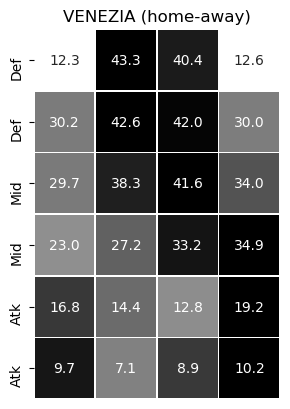 VENEZIA (home-away)
Def 12.3 43.3 40.4 12.6
Def 30.2 42.6 42.0 30.0
Mid 29.7 38.3 41.6 34.0
Mid 23.0 27.2 33.2 34.9
Atk 16.8 14.4 12.8 19.2
Atk 9.7 7.1 8.9 10.2